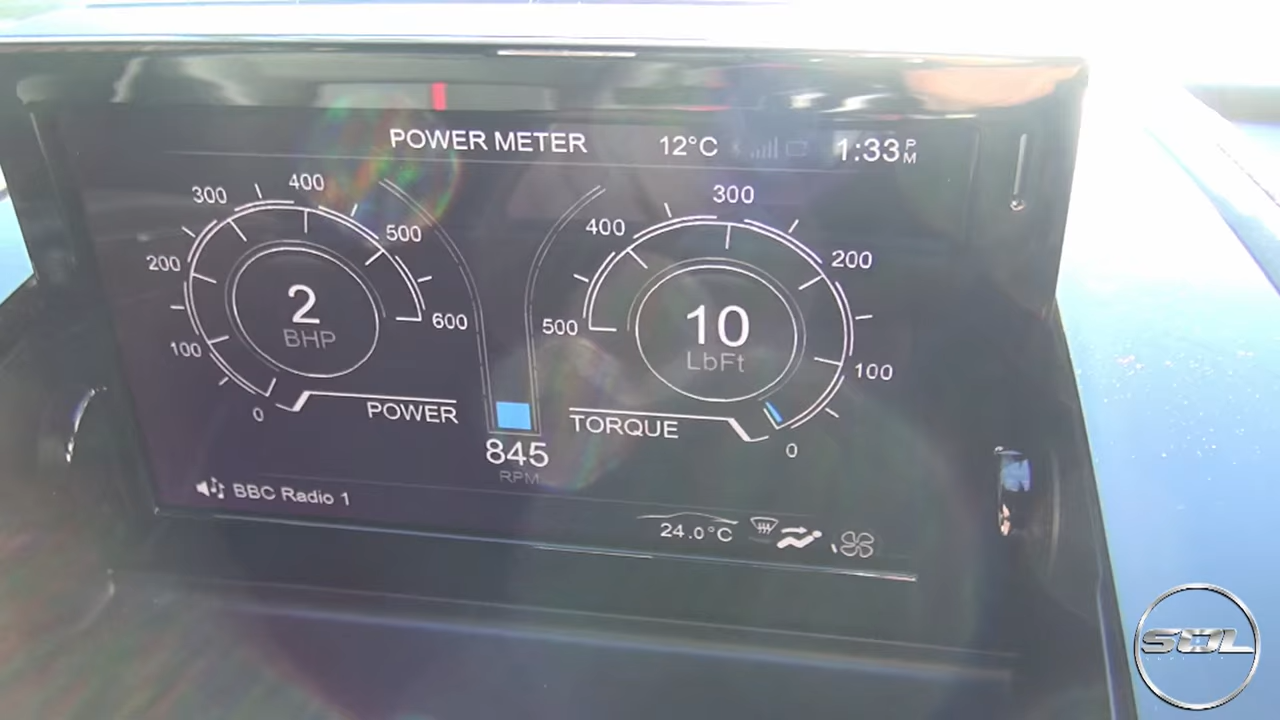 POWER METER 12°C 1:33 PM
300 400 500 600 200 100 0
2
BHP
POWER
300 400 500 200 100 0
10
LbFt
TORQUE
845
RPM
BBC Radio 1
24.0°C
SOL